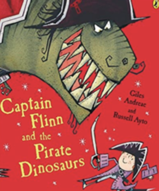 Captain Flinn
and the
Pirate
Dinosaurs
Giles
Andreae
and
Russell Ayto